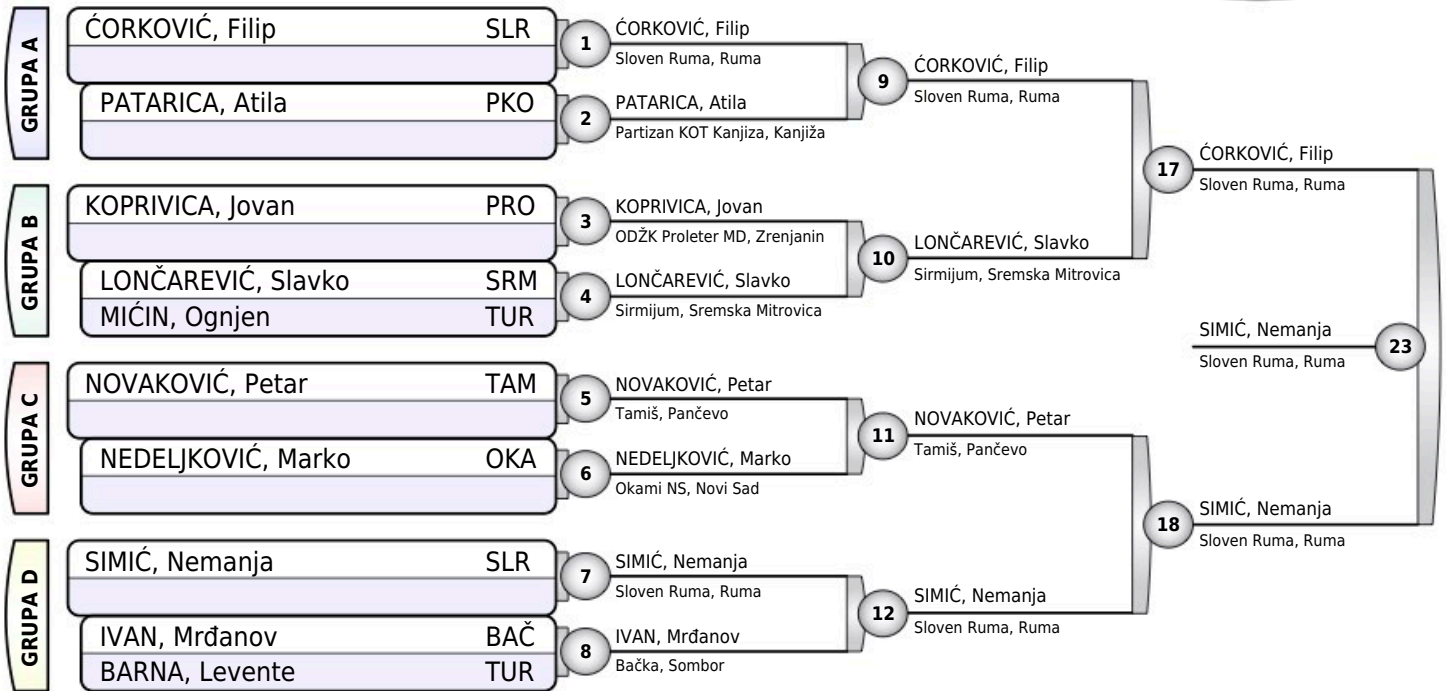 GRUPA A
ĆORKOVIĆ, Filip SLR
PATARICA, Atila PKO
GRUPA B
KOPRIVICA, Jovan PRO
LONČAREVIĆ, Slavko SRM
MIĆIN, Ognjen TUR
GRUPA C
NOVAKOVIĆ, Petar TAM
NEDELJKOVIĆ, Marko OKA
GRUPA D
SIMIĆ, Nemanja SLR
IVAN, Mrđanov BAČ
BARNA, Levente TUR
1
ĆORKOVIĆ, Filip
Sloven Ruma, Ruma
2
PATARICA, Atila
Partizan KOT Kanjiza, Kanjiža
3
KOPRIVICA, Jovan
ODŽK Proleter MD, Zrenjanin
4
LONČAREVIĆ, Slavko
Sirmijum, Sremska Mitrovica
5
NOVAKOVIĆ, Petar
Tamiš, Pančevo
6
NEDELJKOVIĆ, Marko
Okami NS, Novi Sad
7
SIMIĆ, Nemanja
Sloven Ruma, Ruma
8
IVAN, Mrđanov
Bačka, Sombor
9
ĆORKOVIĆ, Filip
Sloven Ruma, Ruma
10
LONČAREVIĆ, Slavko
Sirmijum, Sremska Mitrovica
11
NOVAKOVIĆ, Petar
Tamiš, Pančevo
12
SIMIĆ, Nemanja
Sloven Ruma, Ruma
17
ĆORKOVIĆ, Filip
Sloven Ruma, Ruma
18
SIMIĆ, Nemanja
Sloven Ruma, Ruma
SIMIĆ, Nemanja
Sloven Ruma, Ruma
23